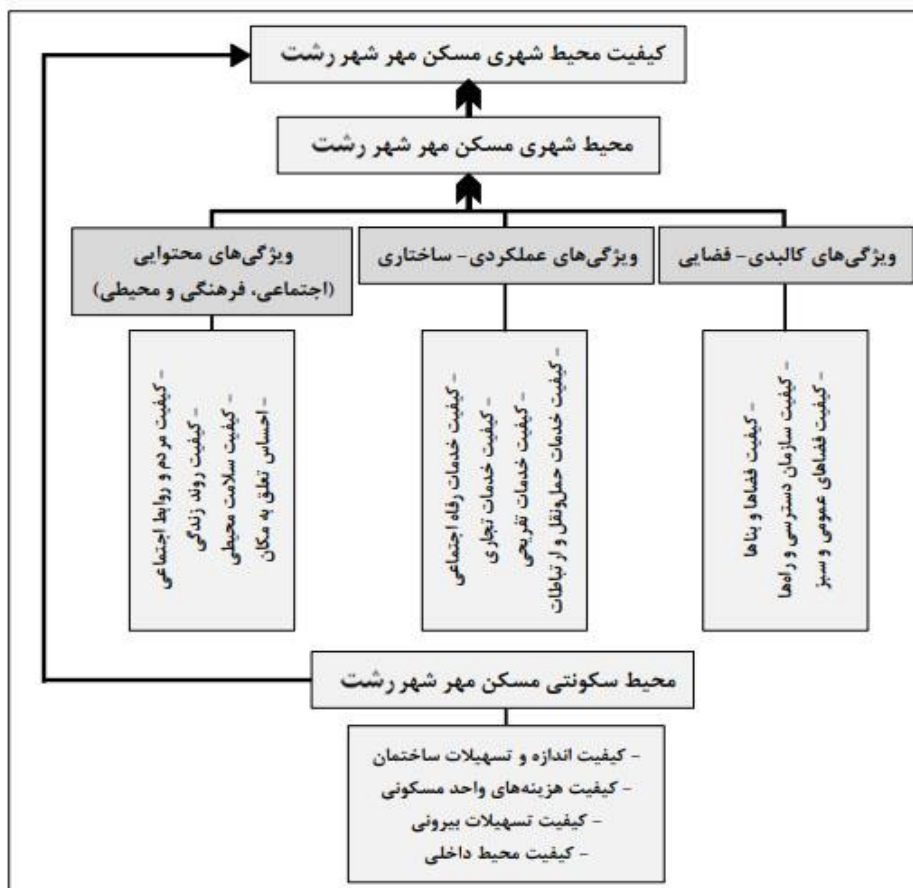 کیفیت محیط شهری مسکن مهر شهر رشت
محیط شهری مسکن مهر شهر رشت
ویژگی‌های کالبدی- فضایی
ویژگی‌های عملکردی- ساختاری
ویژگی‌های محتوایی
(اجتماعی، فرهنگی و محیطی)
- کیفیت فضاها و بناها
- کیفیت سازمان دسترسی و راه‌ها
- کیفیت فضاهای عمومی و سبز
- کیفیت خدمات رفاه اجتماعی
- کیفیت خدمات تجاری
- کیفیت خدمات تفریحی
- کیفیت خدمات حمل‌ونقل و ارتباطات
- کیفیت مردم و روابط اجتماعی
- کیفیت روند زندگی
- کیفیت سلامت محیطی
- احساس تعلق به مکان
محیط سکونتی مسکن مهر شهر رشت
- کیفیت اندازه و تسهیلات ساختمان
- کیفیت هزینه‌های واحد مسکونی
- کیفیت تسهیلات بیرونی
- کیفیت محیط داخلی